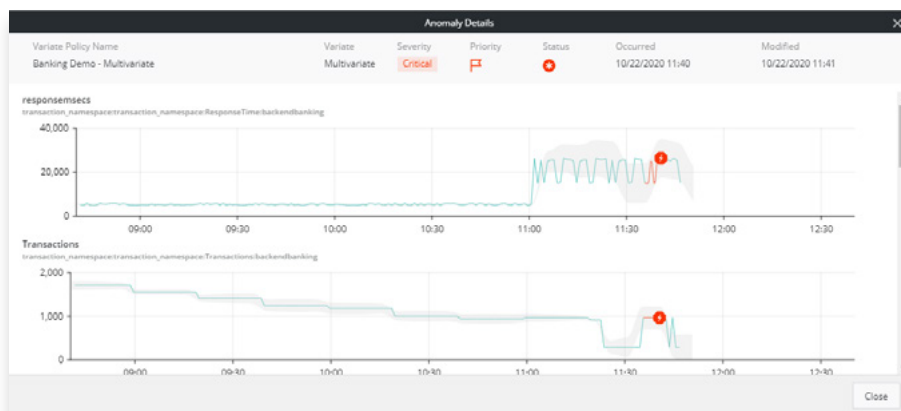 Anomaly Details
Variate Policy Name Variate Severity Priority Status Occurred Modified
Banking Demo - Multivariate Multivariate Critical 10/22/2020 11:40 10/22/2020 11:41
responsemsecs
transaction_namespace:transaction_namespace:ResponseTime:backendbanking
40,000
20,000
0
09:00 09:30 10:00 10:30 11:00 11:30 12:00 12:30
Transactions
transaction_namespace:transaction_namespace:Transactions:backendbanking
2,000
1,000
0
09:00 09:30 10:00 10:30 11:00 11:30 12:00 12:30
Close